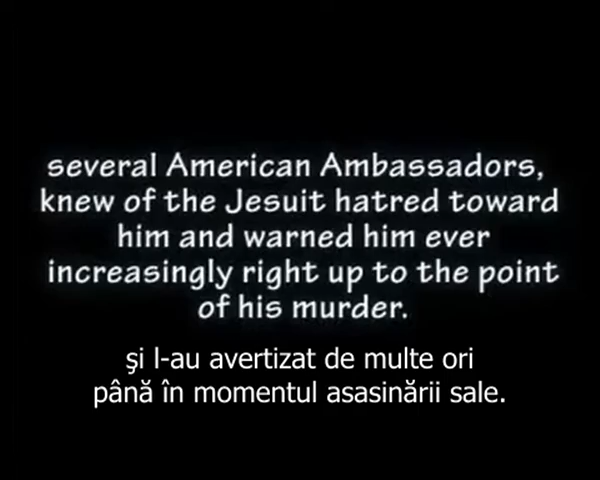 several American Ambassadors,
knew of the Jesuit hatred toward
him and warned him ever
increasingly right up to the point
of his murder.
şi l-au avertizat de multe ori
până în momentul asasinării sale.